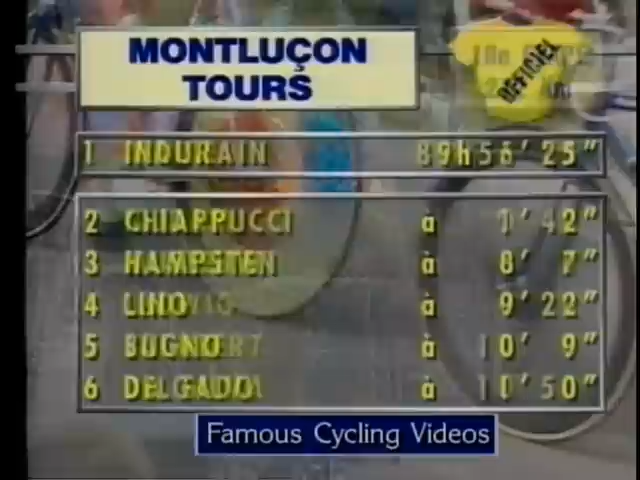 MONTLUÇON
TOURS
OFFICIEL
1 INDURAIN 89h56'25"
2 CHIAPPUCCI à 1'42"
3 HAMPSTEN à 8' 7"
4 LINO à 9'22"
5 BUGNO à 10' 9"
6 DELGADO à 11'50"
Famous Cycling Videos